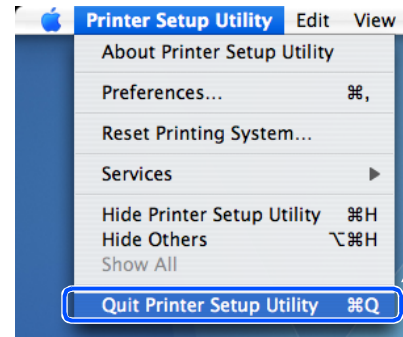 Printer Setup Utility Edit View
About Printer Setup Utility
Preferences... ⌘,
Reset Printing System...
Services
Hide Printer Setup Utility ⌘H
Hide Others ⌥⌘H
Show All
Quit Printer Setup Utility ⌘Q